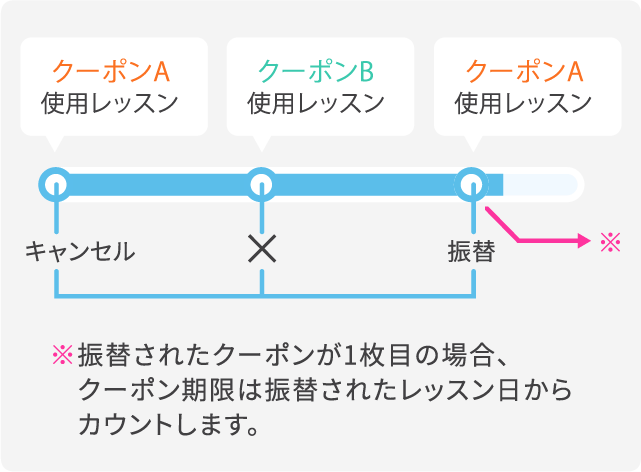 クーポンA
使用レッスン
クーポンB
使用レッスン
クーポンA
使用レッスン
キャンセル
×
振替
※
※振替されたクーポンが1枚目の場合、
クーポン期限は振替されたレッスン日から
カウントします。